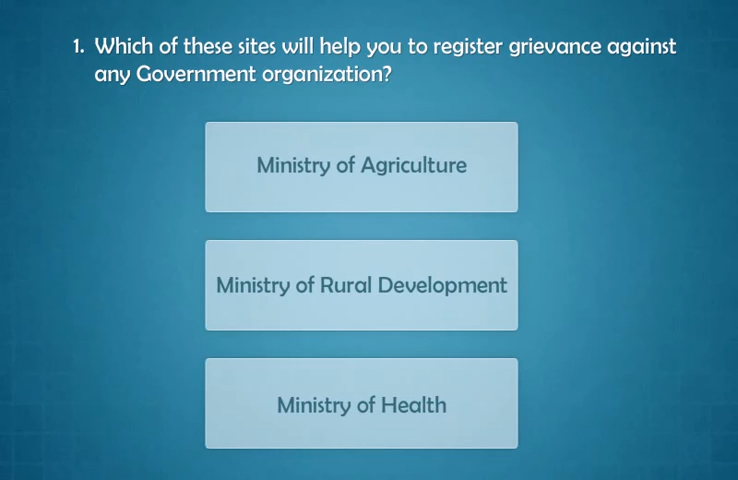 1. Which of these sites will help you to register grievance against
any Government organization?
Ministry of Agriculture
Ministry of Rural Development
Ministry of Health